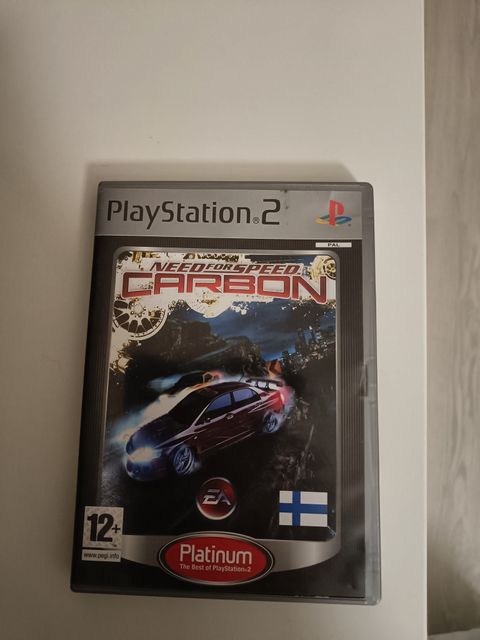 PlayStation®2
PAL
NEED FOR SPEED
CARBON
EA
12+
www.pegi.info
Platinum
The Best of PlayStation®2